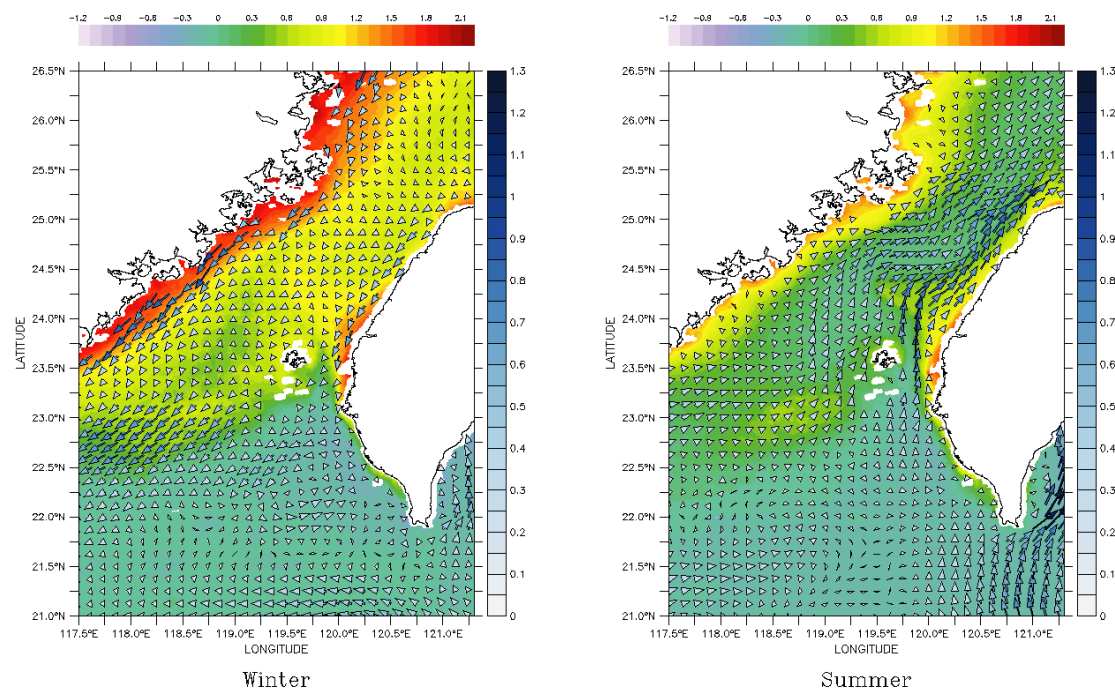 -1.2 -0.9 -0.5 0 0.3 0.6 0.9 1.2 1.5 1.8 2.1
-1.2 -0.9 -0.5 0 0.3 0.6 0.9 1.2 1.5 1.8 2.1
26.5°N
26.0°N
25.5°N
25.0°N
24.5°N
24.0°N
23.5°N
23.0°N
22.5°N
22.0°N
21.5°N
21.0°N
LATITUDE
117.5°E 118.0°E 118.5°E 119.0°E 119.5°E 120.0°E 120.5°E 121.0°E
LONGITUDE
1.3
1.2
1.1
1
0.9
0.8
0.7
0.6
0.5
0.4
0.3
0.2
0.1
0
Winter
26.5°N
26.0°N
25.5°N
25.0°N
24.5°N
24.0°N
23.5°N
23.0°N
22.5°N
22.0°N
21.5°N
21.0°N
LATITUDE
117.5°E 118.0°E 118.5°E 119.0°E 119.5°E 120.0°E 120.5°E 121.0°E
LONGITUDE
1.3
1.2
1.1
1
0.9
0.8
0.7
0.6
0.5
0.4
0.3
0.2
0.1
0
Summer